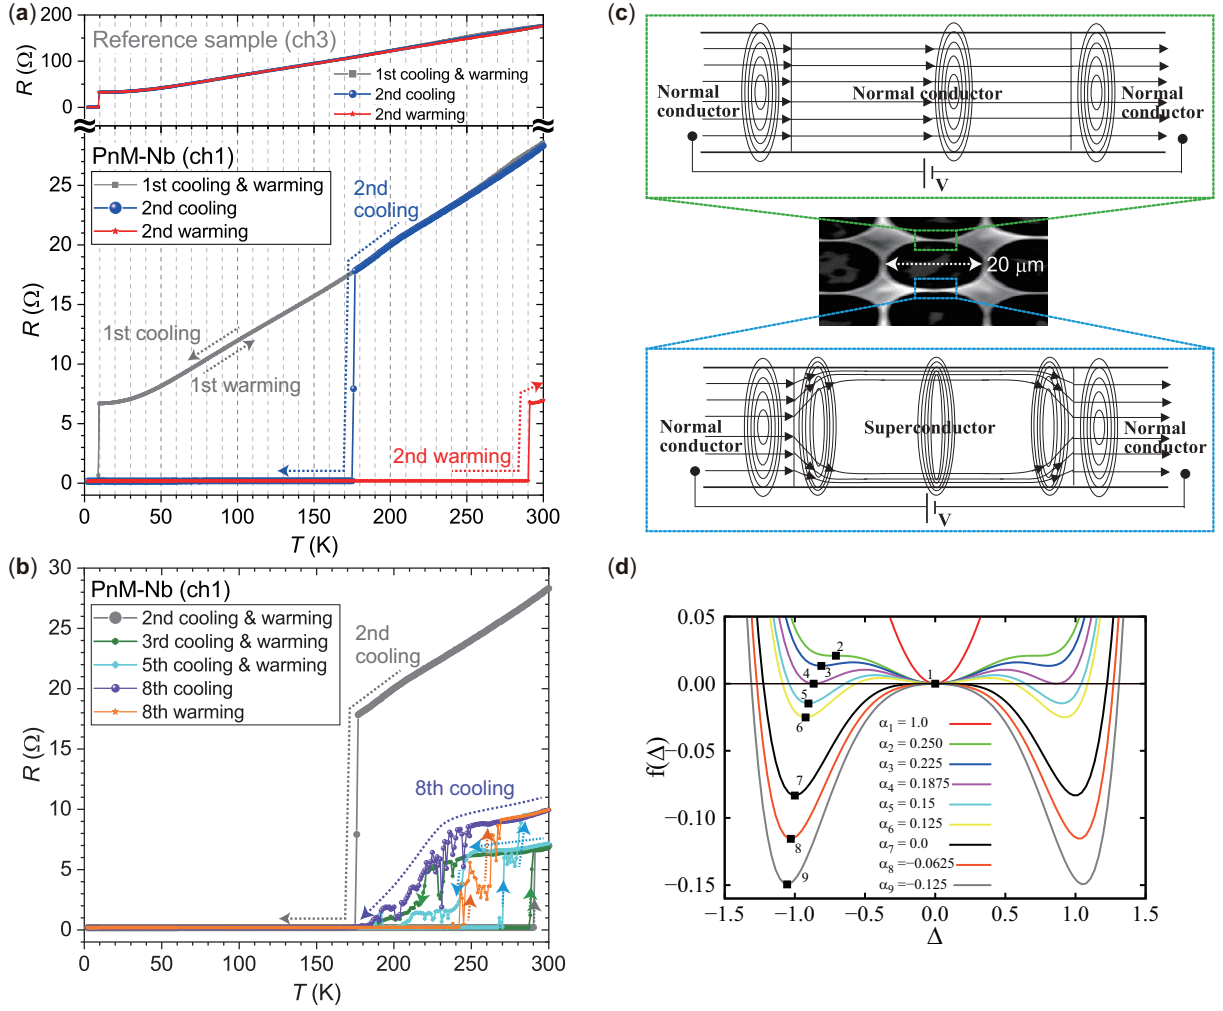 (a)
200
100
0
R (Ω)
Reference sample (ch3)
1st cooling & warming
2nd cooling
2nd warming
PnM-Nb (ch1)
1st cooling & warming
2nd cooling
2nd warming
25
20
15
10
5
0
R (Ω)
2nd
cooling
1st cooling
1st warming
2nd warming
0 50 100 150 200 250 300
T (K)
(b)
30
25
20
15
10
5
0
R (Ω)
PnM-Nb (ch1)
2nd cooling & warming
3rd cooling & warming
5th cooling & warming
8th cooling
8th warming
2nd
cooling
8th cooling
0 50 100 150 200 250 300
T (K)
(c)
Normal
conductor
Normal conductor
Normal
conductor
V
20 μm
Normal
conductor
Superconductor
Normal
conductor
V
(d)
0.05
0.00
−0.05
−0.10
−0.15
f(Δ)
1
2
3
4
5
6
7
8
9
α1 = 1.0
α2 = 0.250
α3 = 0.225
α4 = 0.1875
α5 = 0.15
α6 = 0.125
α7 = 0.0
α8 = -0.0625
α9 = -0.125
−1.5 −1.0 −0.5 0.0 0.5 1.0 1.5
Δ